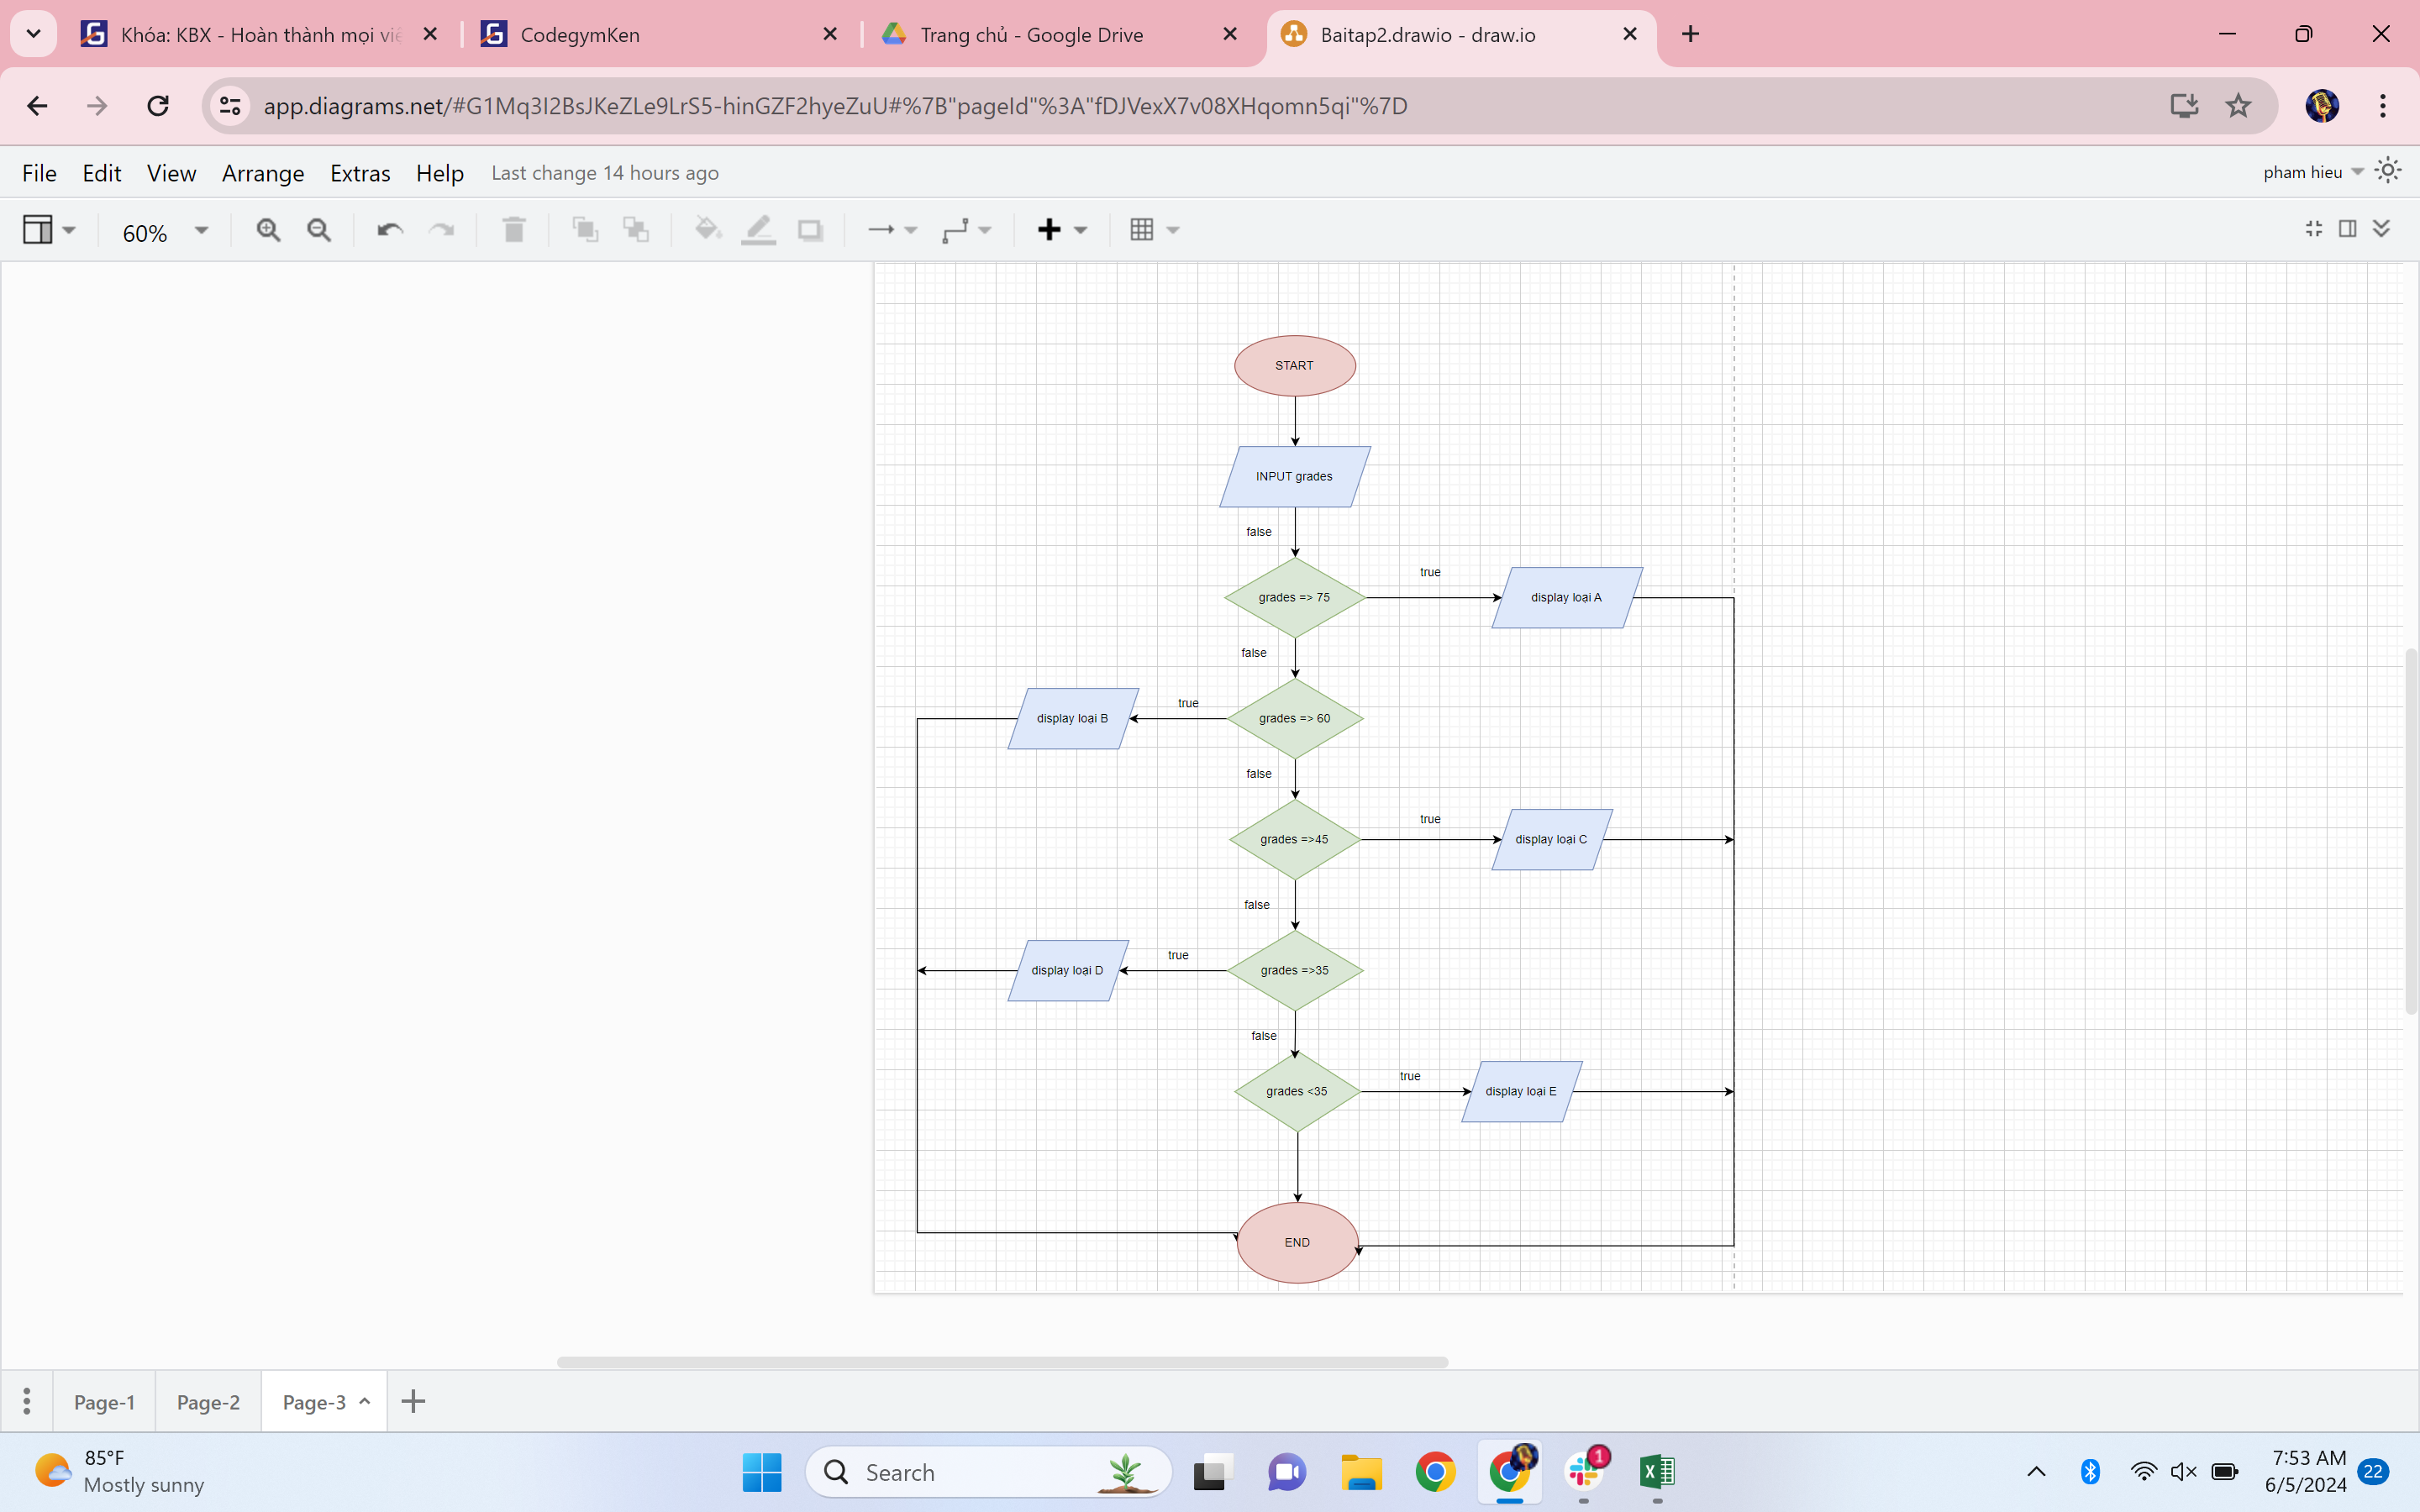 Khóa: KBX - Hoàn thành mọi việ
CodegymKen
Trang chủ - Google Drive
Baitap2.drawio - draw.io
app.diagrams.net/#G1Mq3I2BsJKeZLe9LrS5-hinGZF2hyeZuU#%7B"pageId"%3A"fDJVexX7v08XHqomn5qi"%7D
File Edit View Arrange Extras Help Last change 14 hours ago
pham hieu
60%
START
INPUT grades
false
grades => 75
true
display loại A
false
display loại B
true
grades => 60
false
grades =>45
true
display loại C
false
display loại D
true
grades =>35
false
grades <35
true
display loại E
END
Page-1
Page-2
Page-3
85°F
Mostly sunny
Search
1
7:53 AM
6/5/2024
22